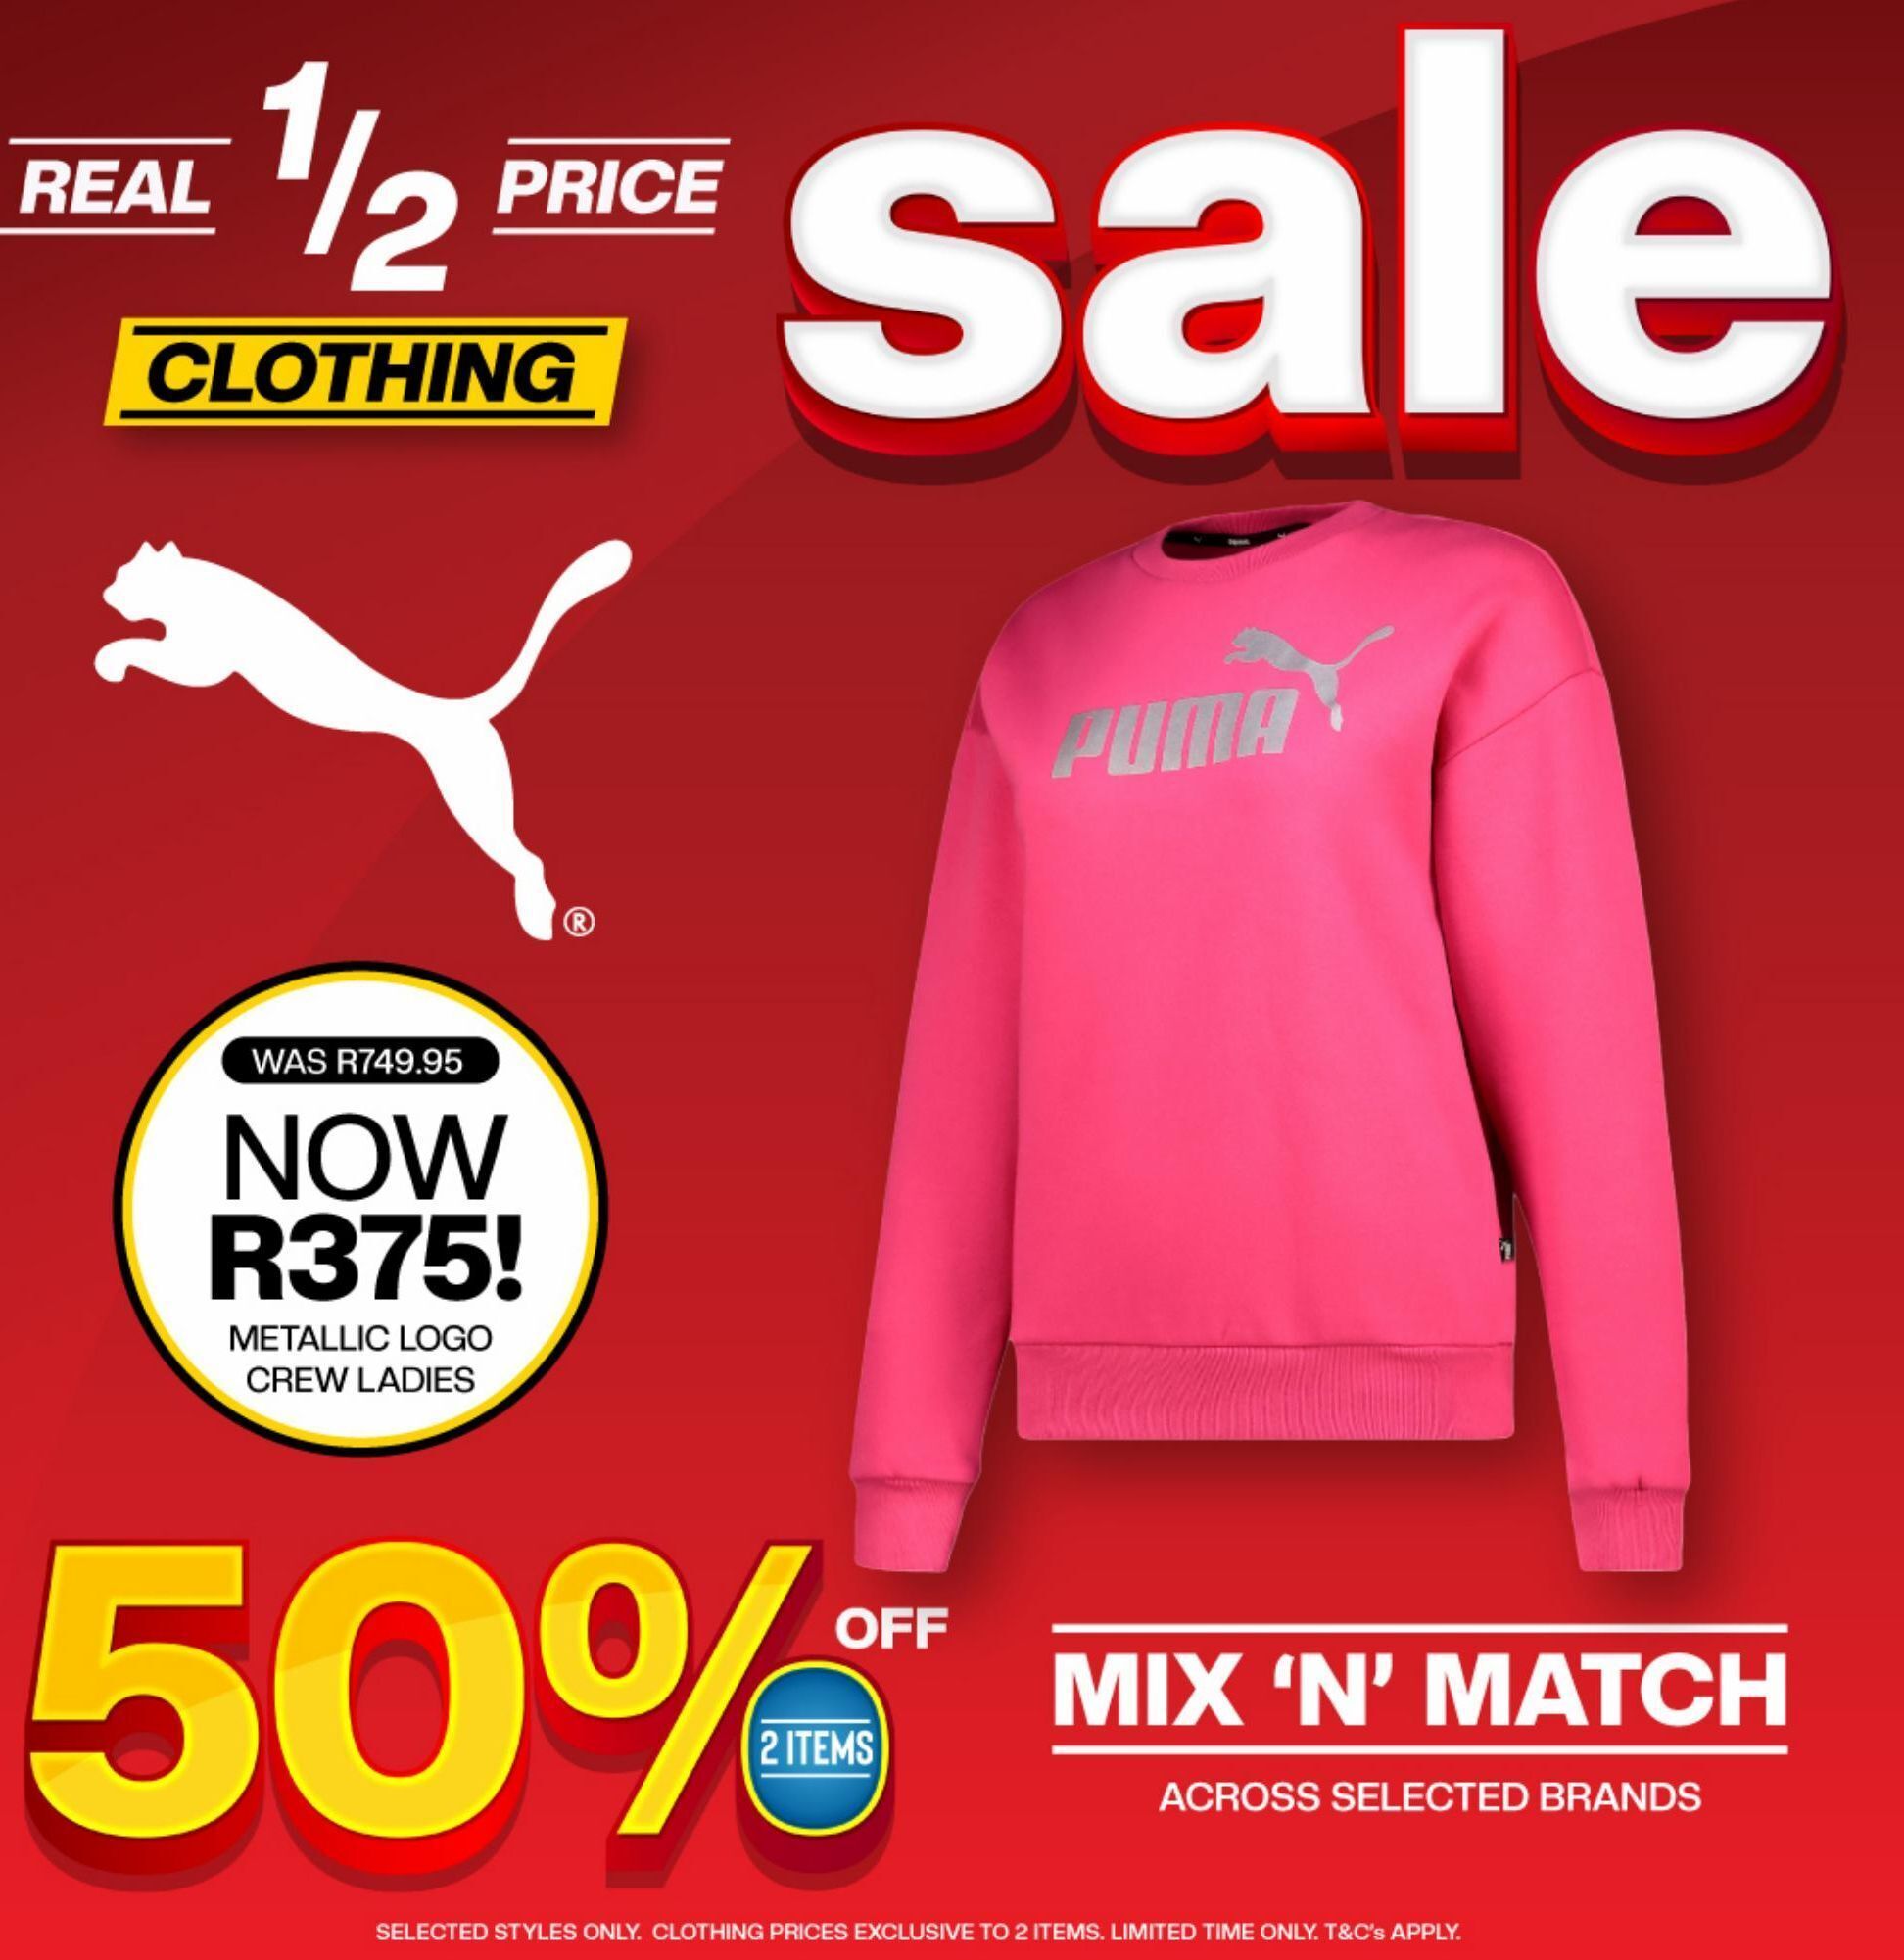 REAL 1/2 PRICE
CLOTHING
sale
PUMA
®
WAS R749.95
NOW
R375!
METALLIC LOGO
CREW LADIES
50% OFF
2 ITEMS
MIX ‘N’ MATCH
ACROSS SELECTED BRANDS
SELECTED STYLES ONLY. CLOTHING PRICES EXCLUSIVE TO 2 ITEMS. LIMITED TIME ONLY. T&C's APPLY.